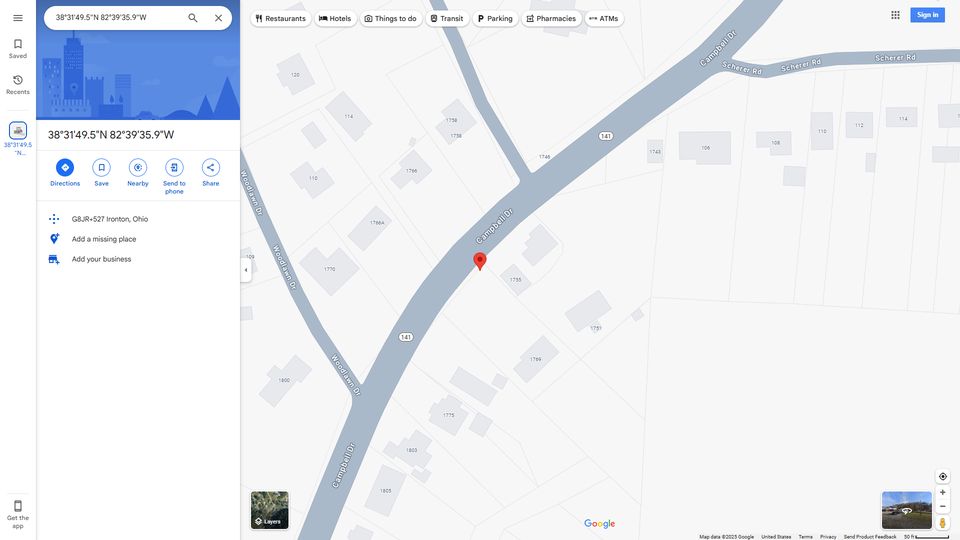 38°31'49.5"N 82°39'35.9"W
Restaurants
Hotels
Things to do
Transit
Parking
Pharmacies
ATMs
Sign in
Saved
Recents
38°31'49.5
"N...
38°31'49.5"N 82°39'35.9"W
Directions
Save
Nearby
Send to
phone
Share
G8JR+527 Ironton, Ohio
Add a missing place
Add your business
Get the
app
Campbell Dr
Scherer Rd
Scherer Rd
Scherer Rd
120
114
1758
1738
141
1746
1743
106
108
110
112
114
1766
110
Woodlawn Dr
1766A
Campbell Dr
109
Woodlawn Dr
1770
1755
1751
141
Woodlawn Dr
1769
1800
1775
1803
Campbell Dr
1805
Layers
Google
Map data ©2025 Google
United States
Terms
Privacy
Send Product Feedback
50 ft